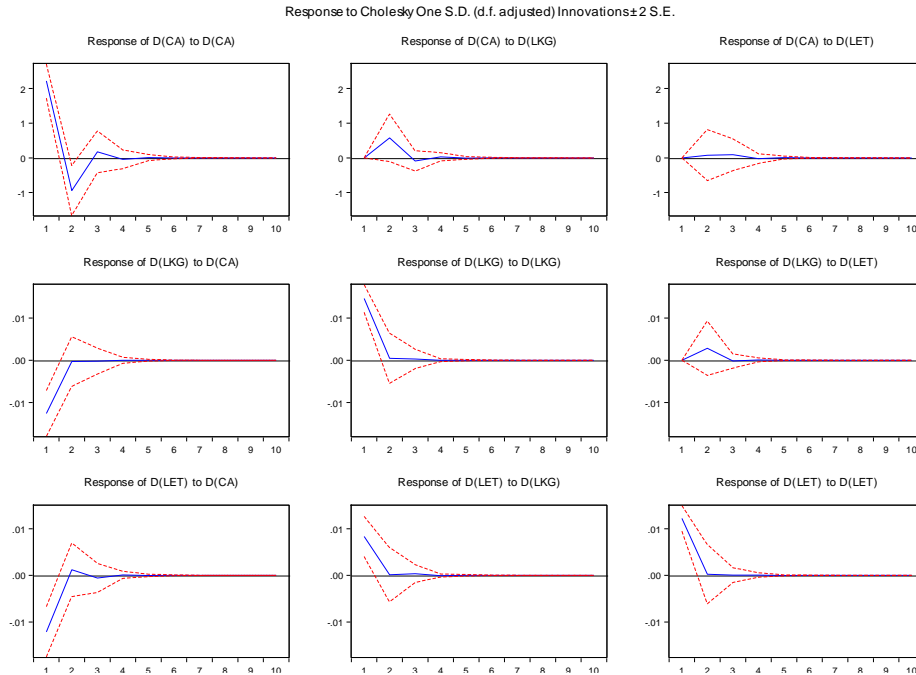 Response to Cholesky One S.D. (d.f. adjusted) Innovations ± 2 S.E.
Response of D(CA) to D(CA)
2
1
0
-1
1 2 3 4 5 6 7 8 9 10
Response of D(CA) to D(LKG)
2
1
0
-1
1 2 3 4 5 6 7 8 9 10
Response of D(CA) to D(LET)
2
1
0
-1
1 2 3 4 5 6 7 8 9 10
Response of D(LKG) to D(CA)
.01
.00
-.01
1 2 3 4 5 6 7 8 9 10
Response of D(LKG) to D(LKG)
.01
.00
-.01
1 2 3 4 5 6 7 8 9 10
Response of D(LKG) to D(LET)
.01
.00
-.01
1 2 3 4 5 6 7 8 9 10
Response of D(LET) to D(CA)
.01
.00
-.01
1 2 3 4 5 6 7 8 9 10
Response of D(LET) to D(LKG)
.01
.00
-.01
1 2 3 4 5 6 7 8 9 10
Response of D(LET) to D(LET)
.01
.00
-.01
1 2 3 4 5 6 7 8 9 10